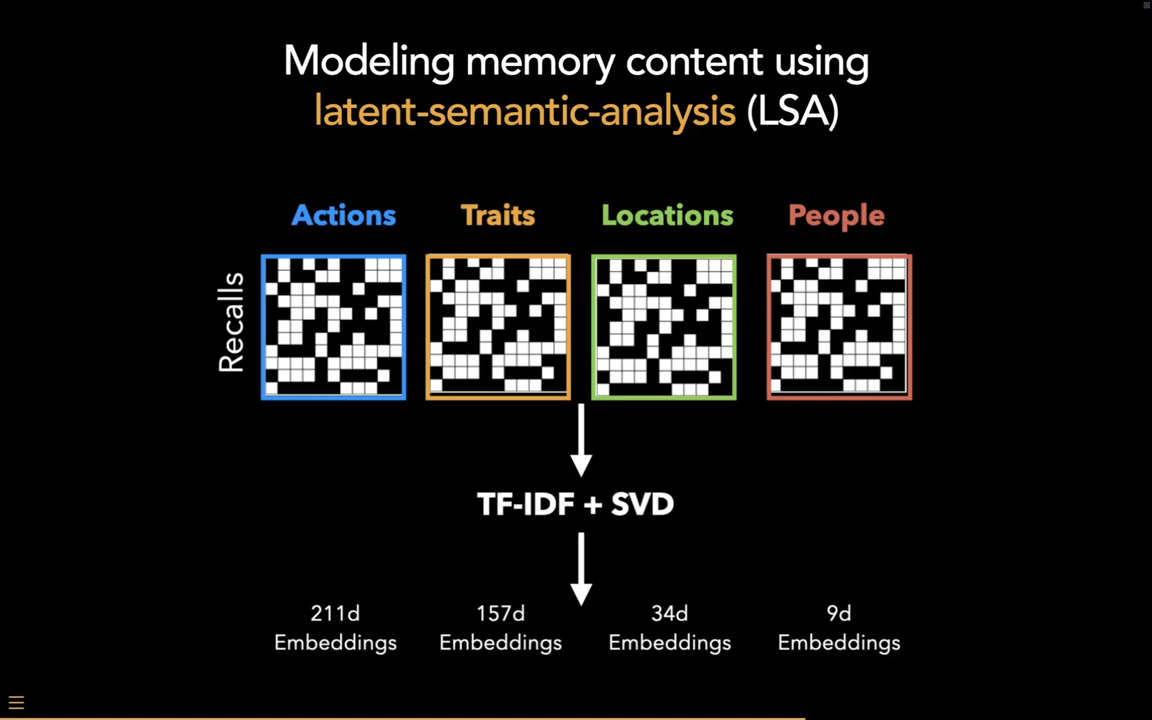 Modeling memory content using
latent-semantic-analysis (LSA)
Actions Traits Locations People
Recalls
TF-IDF + SVD
211d 157d 34d 9d
Embeddings Embeddings Embeddings Embeddings